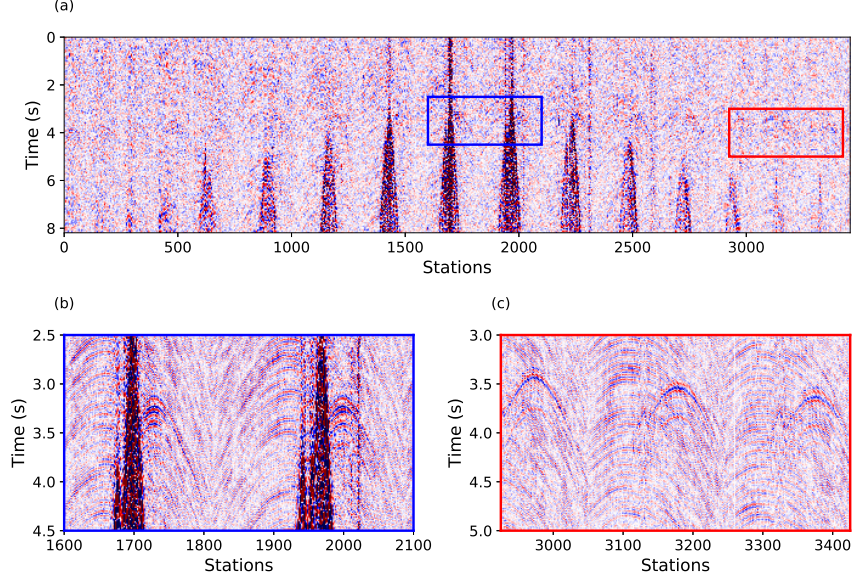 (a)
0
2
4
6
8
Time (s)
0 500 1000 1500 2000 2500 3000
Stations
(b)
(c)
2.5
3.0
3.5
4.0
4.5
Time (s)
1600 1700 1800 1900 2000 2100
Stations
3.0
3.5
4.0
4.5
5.0
Time (s)
3000 3100 3200 3300 3400
Stations